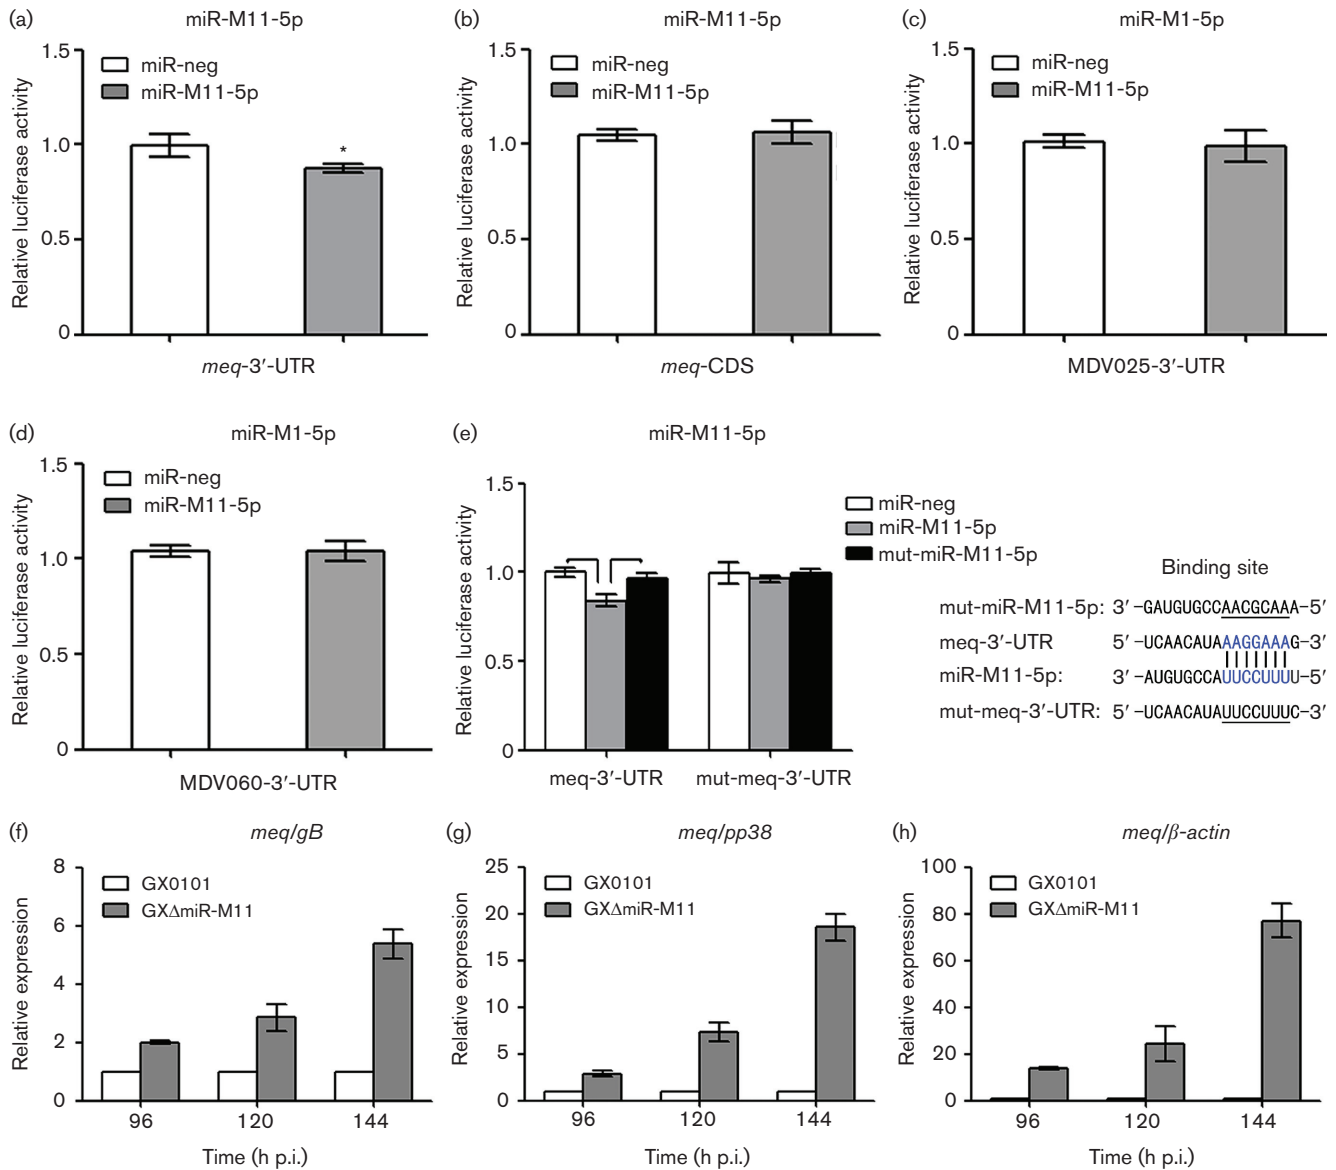 (a) miR-M11-5p
1.5
1.0
0.5
0
Relative luciferase activity
miR-neg
miR-M11-5p
*
meq-3′-UTR
(b) miR-M11-5p
1.5
1.0
0.5
0
Relative luciferase activity
miR-neg
miR-M11-5p
meq-CDS
(c) miR-M1-5p
1.5
1.0
0.5
0
Relative luciferase activity
miR-neg
miR-M11-5p
MDV025-3′-UTR
(d) miR-M1-5p
1.5
1.0
0.5
0
Relative luciferase activity
miR-neg
miR-M11-5p
MDV060-3′-UTR
(e) miR-M11-5p
1.5
1.0
0.5
0
Relative luciferase activity
miR-neg
miR-M11-5p
mut-miR-M11-5p
meq-3′-UTR mut-meq-3′-UTR
Binding site
mut-miR-M11-5p: 3′-GAUGUGCCAACGCAAA-5′
meq-3′-UTR 5′-UCAACAUAAAGGAAAG-3′
miR-M11-5p: 3′-AUGUGCCAUUCCUUUU-5′
mut-meq-3′-UTR: 5′-UCAACAUAUUCCUUUC-3′
(f) meq/gB
8
6
4
2
0
Relative expression
GX0101
GXΔmiR-M11
96 120 144
Time (h p.i.)
(g) meq/pp38
25
20
15
10
5
0
Relative expression
GX0101
GXΔmiR-M11
96 120 144
Time (h p.i.)
(h) meq/β-actin
100
80
60
40
20
0
Relative expression
GX0101
GXΔmiR-M11
96 120 144
Time (h p.i.)